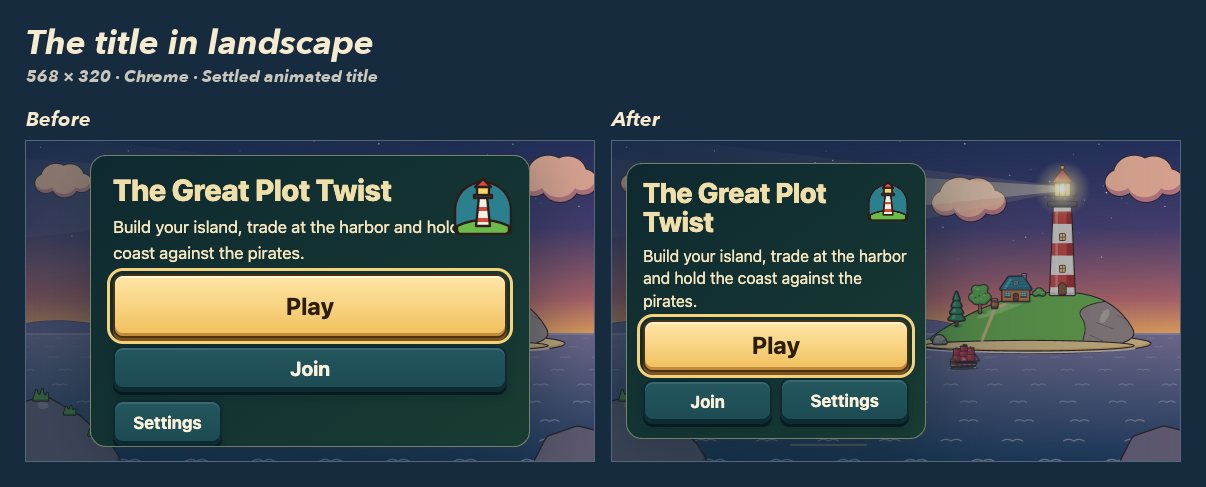 The title in landscape
568 × 320 · Chrome · Settled animated title
Before
The Great Plot Twist
Build your island, trade at the harbor and hold
coast against the pirates.
Play
Join
Settings
After
The Great Plot
Twist
Build your island, trade at the harbor
and hold the coast against the
pirates.
Play
Join
Settings